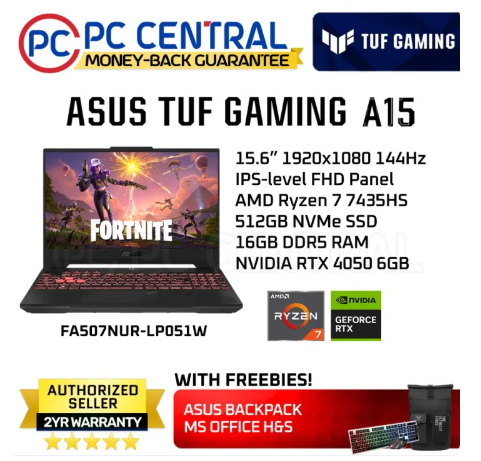 PC PC CENTRAL
MONEY-BACK GUARANTEE
TUF GAMING
ASUS TUF GAMING A15
15.6” 1920x1080 144Hz
IPS-level FHD Panel
AMD Ryzen 7 7435HS
512GB NVMe SSD
16GB DDR5 RAM
NVIDIA RTX 4050 6GB
FORTNITE
FA507NUR-LP051W
AMD
RYZEN
7
NVIDIA
GEFORCE
RTX
AUTHORIZED
SELLER
2YR WARRANTY
WITH FREEBIES!
ASUS BACKPACK
MS OFFICE H&S